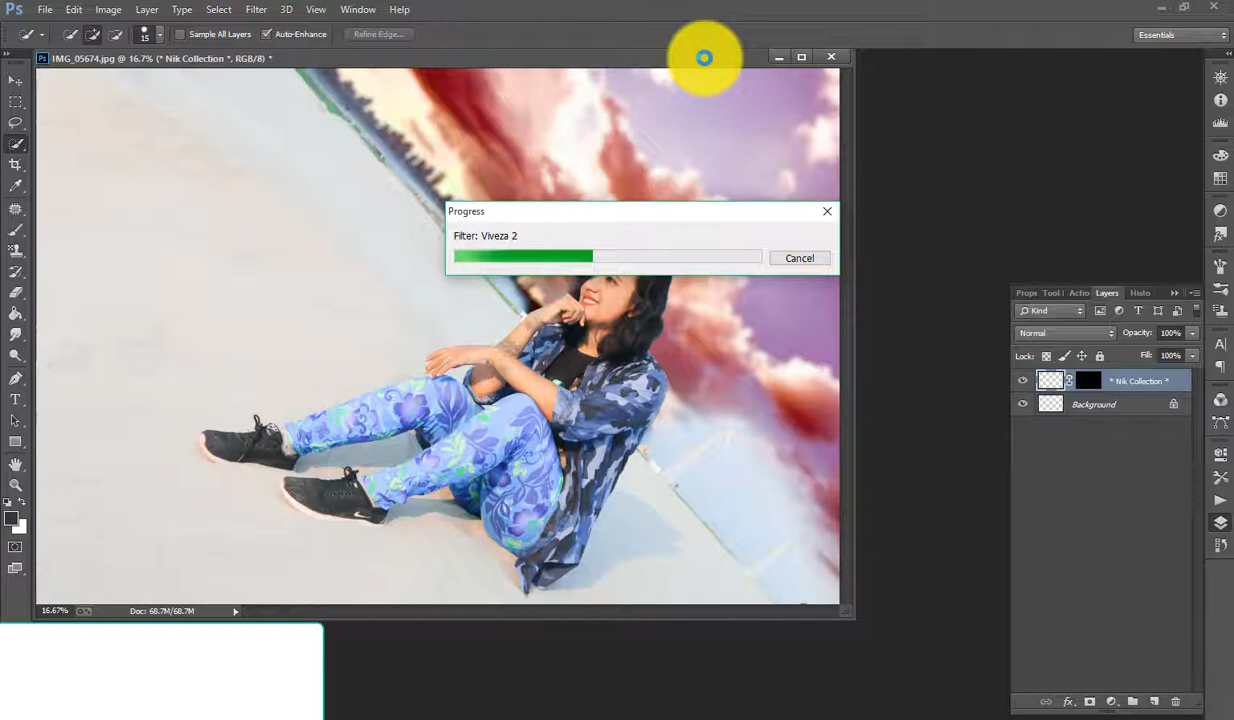 Ps File Edit Image Layer Type Select Filter 3D View Window Help
15 Sample All Layers Auto-Enhance Refine Edge... Essentials
Ps IMG_05674.jpg @ 16.7% (* Nik Collection *, RGB/8) *
Progress
Filter: Viveza 2
Cancel
Prope Tool I Actio Layers Histo
Kind
Normal Opacity: 100%
Lock: Fill: 100%
* Nik Collection *
Background
16.67% Doc: 68.7M/68.7M